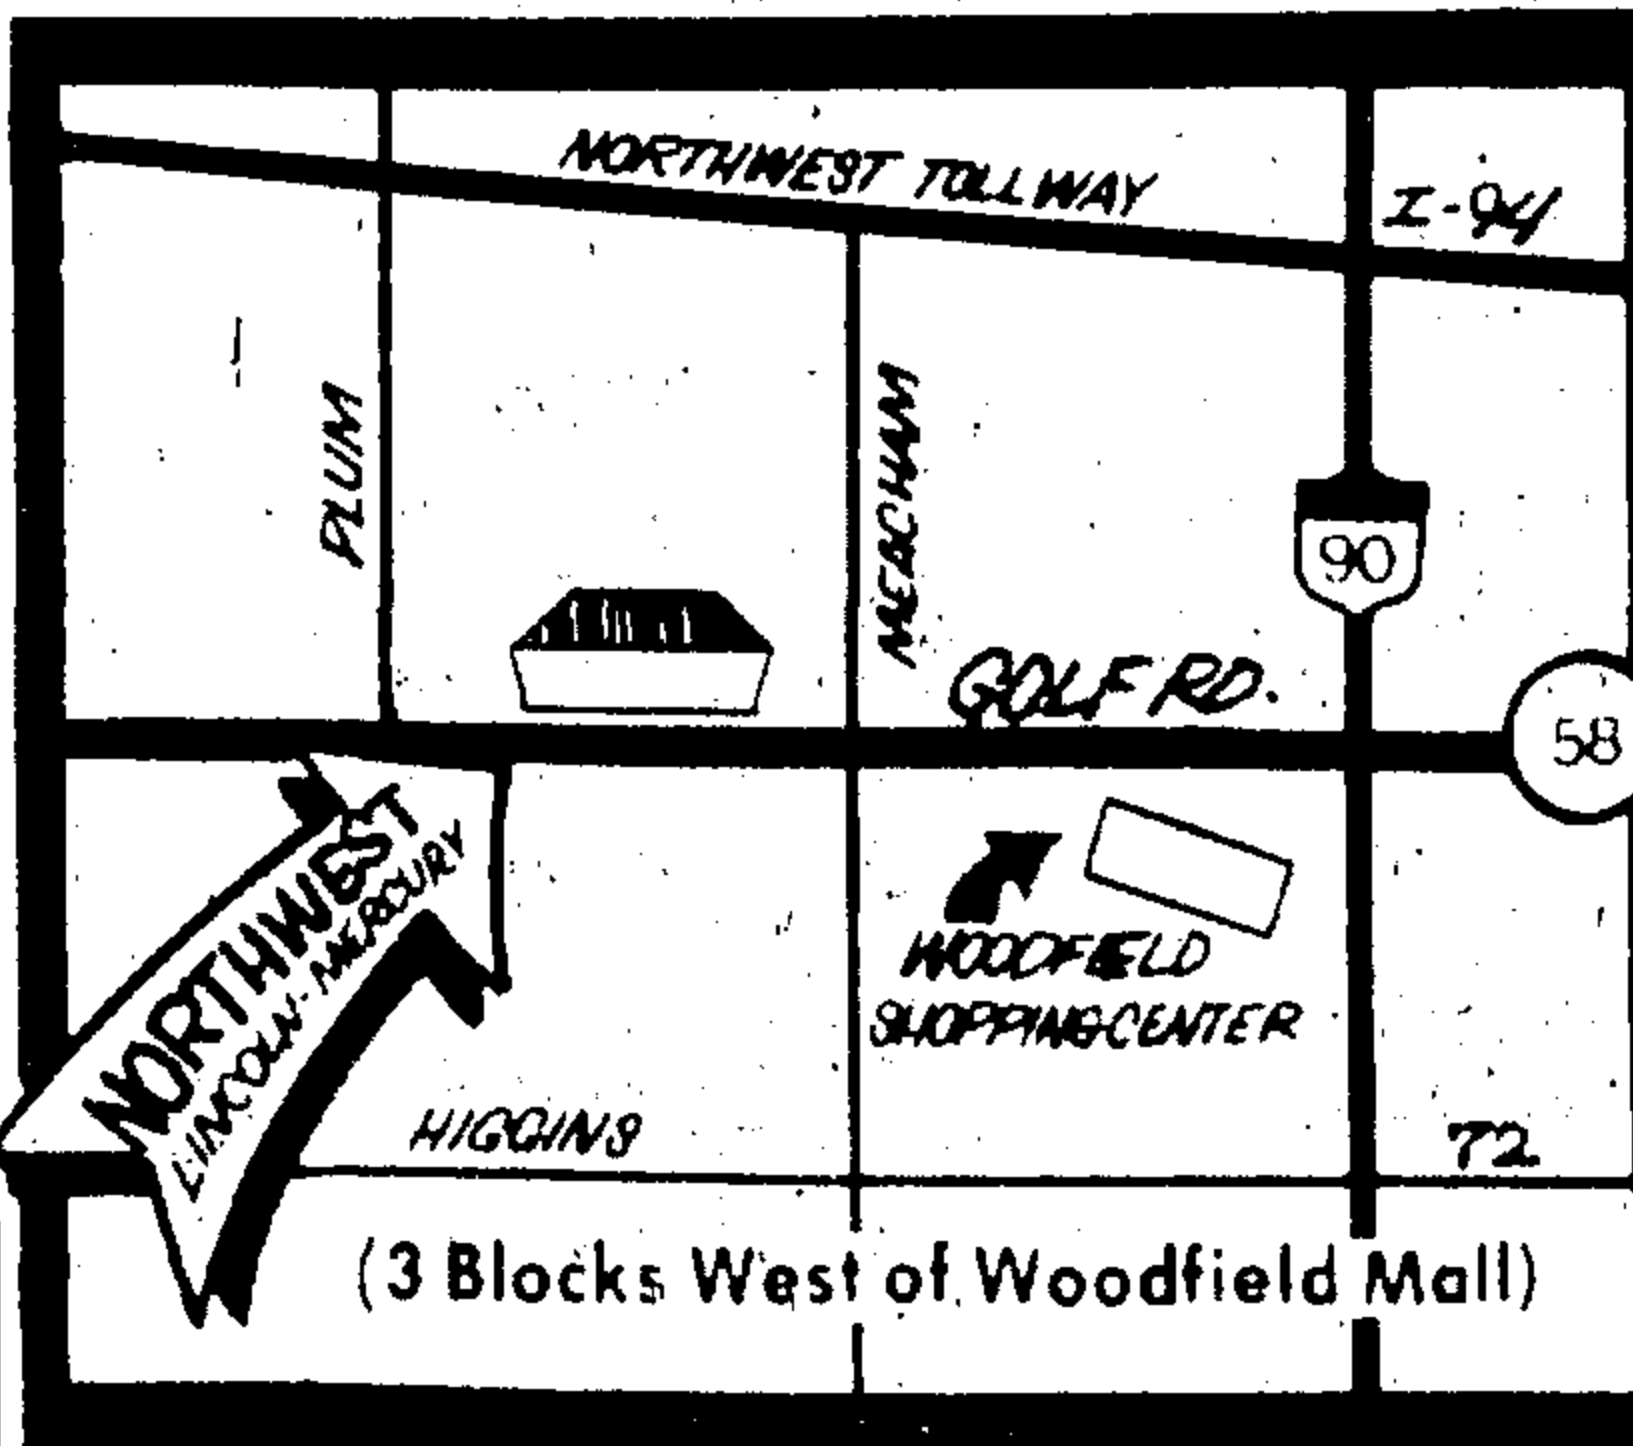 NORTHWEST TOLLWAY
I-94
PLUM
MEACHAM
90
GOLF RD.
58
NORTHWEST
LINCOLN-MERCURY
WOODFIELD
SHOPPING CENTER
HIGGINS
72
(3 Blocks West of Woodfield Mall)